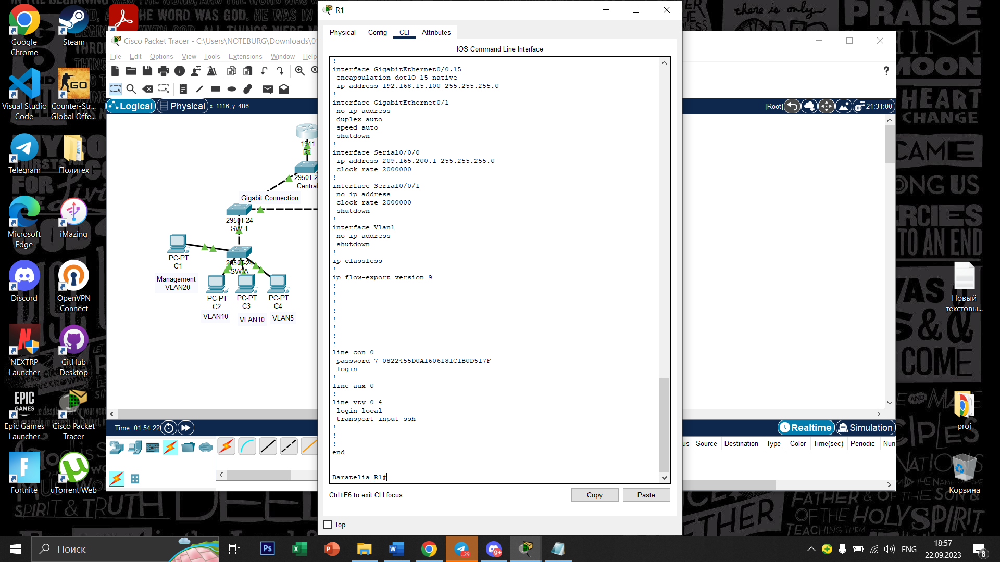 Google
Chrome
Steam
Visual Studio
Code
Counter-Str...
Global Offe...
Telegram
Политех
Microsoft
Edge
iMazing
Discord
OpenVPN
Connect
NEXTRP
Launcher
GitHub
Desktop
EPIC
GAMES
Epic Games
Launcher
Cisco Packet
Tracer
Fortnite
uTorrent Web
Cisco Packet Tracer - C:\Users\NOTEBURG\Downloads\01
File Edit Options View Tools Extensions Window Help
Logical
Physical
x: 1116, y: 486
[Root]
21:31:00
1941
R1
Central
Gigabit Connection
2950T-24
SW-1
2950T-24
SW-A
PC-PT
C1
Management
VLAN20
PC-PT
C2
VLAN10
PC-PT
C3
VLAN10
PC-PT
C4
VLAN5
Time: 01:54:22
Realtime
Simulation
us Source Destination Type Color Time(sec) Periodic Nun
R1
Physical Config CLI Attributes
IOS Command Line Interface
!
interface GigabitEthernet0/0.15
encapsulation dot1Q 15 native
ip address 192.168.15.100 255.255.255.0
!
interface GigabitEthernet0/1
no ip address
duplex auto
speed auto
shutdown
!
interface Serial0/0/0
ip address 209.165.200.1 255.255.255.0
clock rate 2000000
!
interface Serial0/0/1
no ip address
clock rate 2000000
shutdown
!
interface Vlan1
no ip address
shutdown
!
ip classless
!
ip flow-export version 9
!
!
!
!
!
!
!
!
line con 0
password 7 0822455D0A1606181C1B0D517F
login
!
line aux 0
!
line vty 0 4
login local
transport input ssh
!
!
!
end
Baratelia_R1#
Ctrl+F6 to exit CLI focus
Copy
Paste
Top
Новый
текстовы...
proj
Корзина
Поиск
ENG
18:57
22.09.2023
8